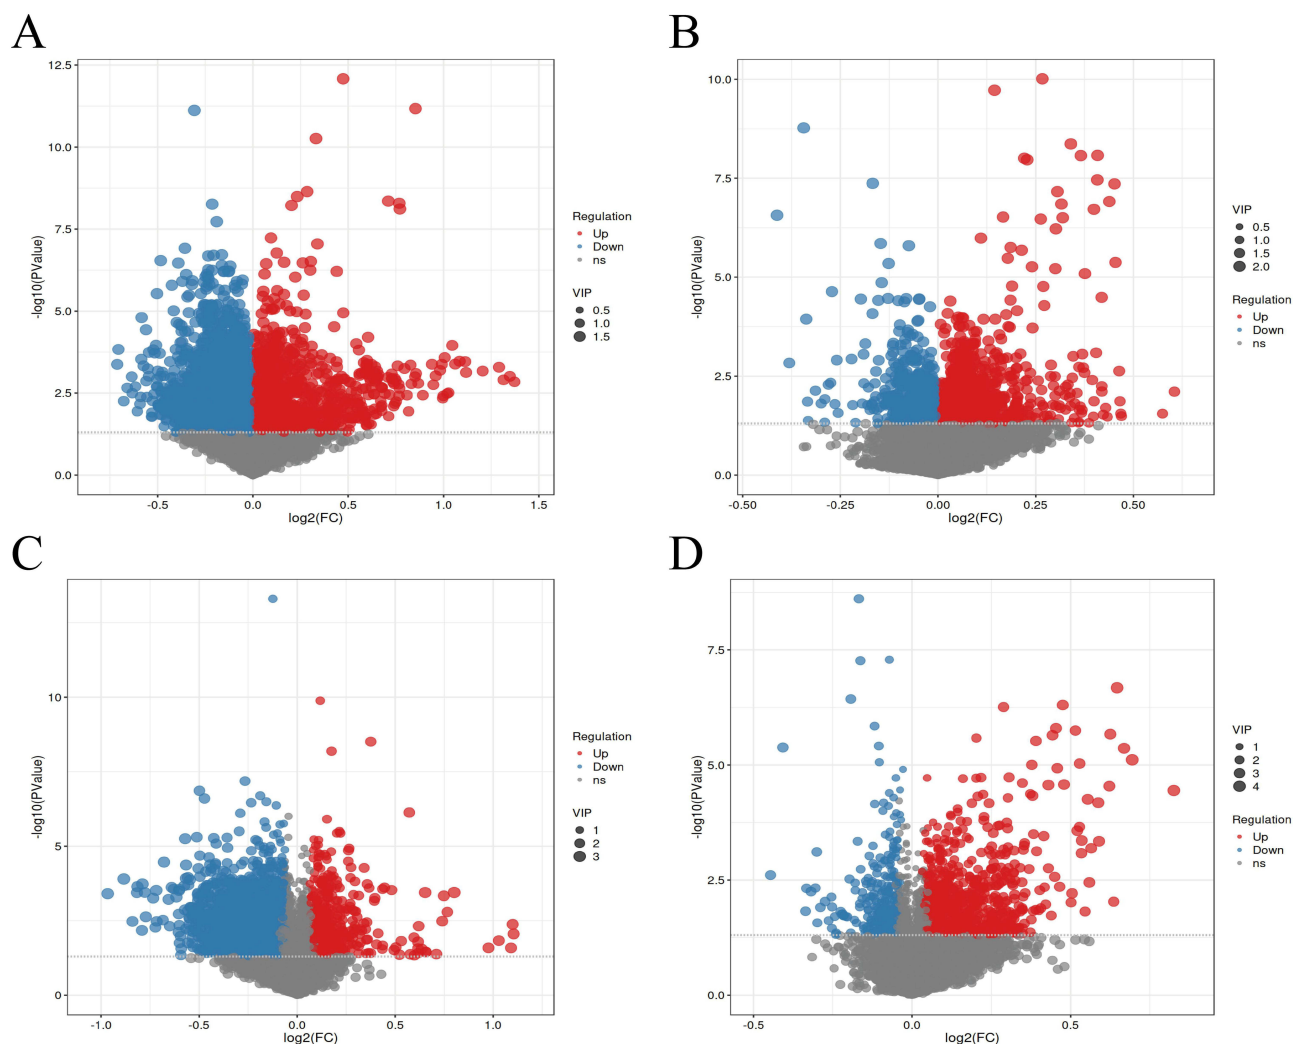 A
-log10(PValue)
12.5
10.0
7.5
5.0
2.5
0.0
-0.5
0.0
0.5
1.0
1.5
log2(FC)
Regulation
Up
Down
ns
VIP
0.5
1.0
1.5
B
-log10(PValue)
10.0
7.5
5.0
2.5
0.0
-0.50
-0.25
0.00
0.25
0.50
log2(FC)
VIP
0.5
1.0
1.5
2.0
Regulation
Up
Down
ns
C
-log10(PValue)
10
5
0
-1.0
-0.5
0.0
0.5
1.0
log2(FC)
Regulation
Up
Down
ns
VIP
1
2
3
D
-log10(PValue)
7.5
5.0
2.5
0.0
-0.5
0.0
0.5
log2(FC)
VIP
1
2
3
4
Regulation
Up
Down
ns